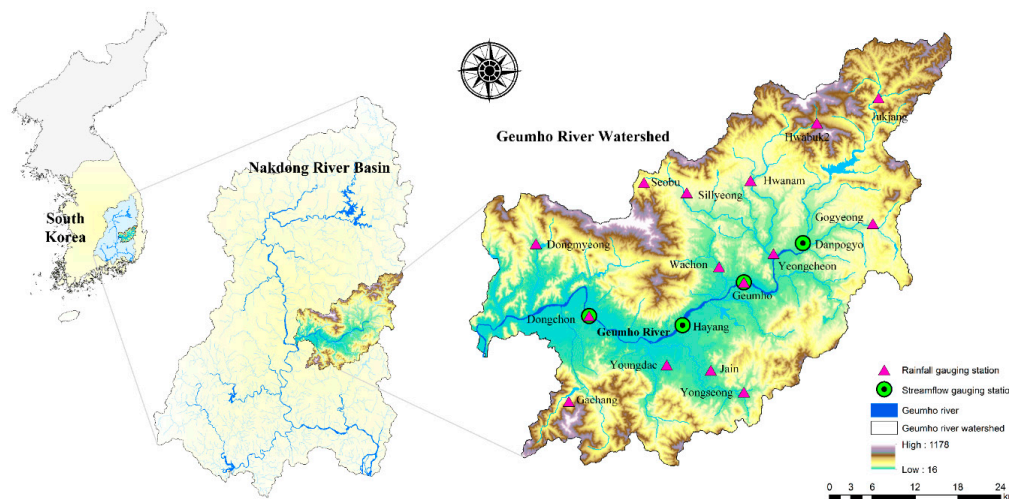 Geumho River Watershed
Nakdong River Basin
South
Korea
Jukjang
Hwabuk2
Seobu
Sillyeong
Hwanam
Gogyeong
Dongmyeong
Danpogyo
Wachon
Yeongcheon
Geumho
Dongchon
Geumho River
Hayang
Youngdae
Jain
Yongseong
Gachang
Rainfall gauging station
Streamflow gauging station
Geumho river
Geumho river watershed
High : 1178
Low : 16
0 3 6 12 18 24